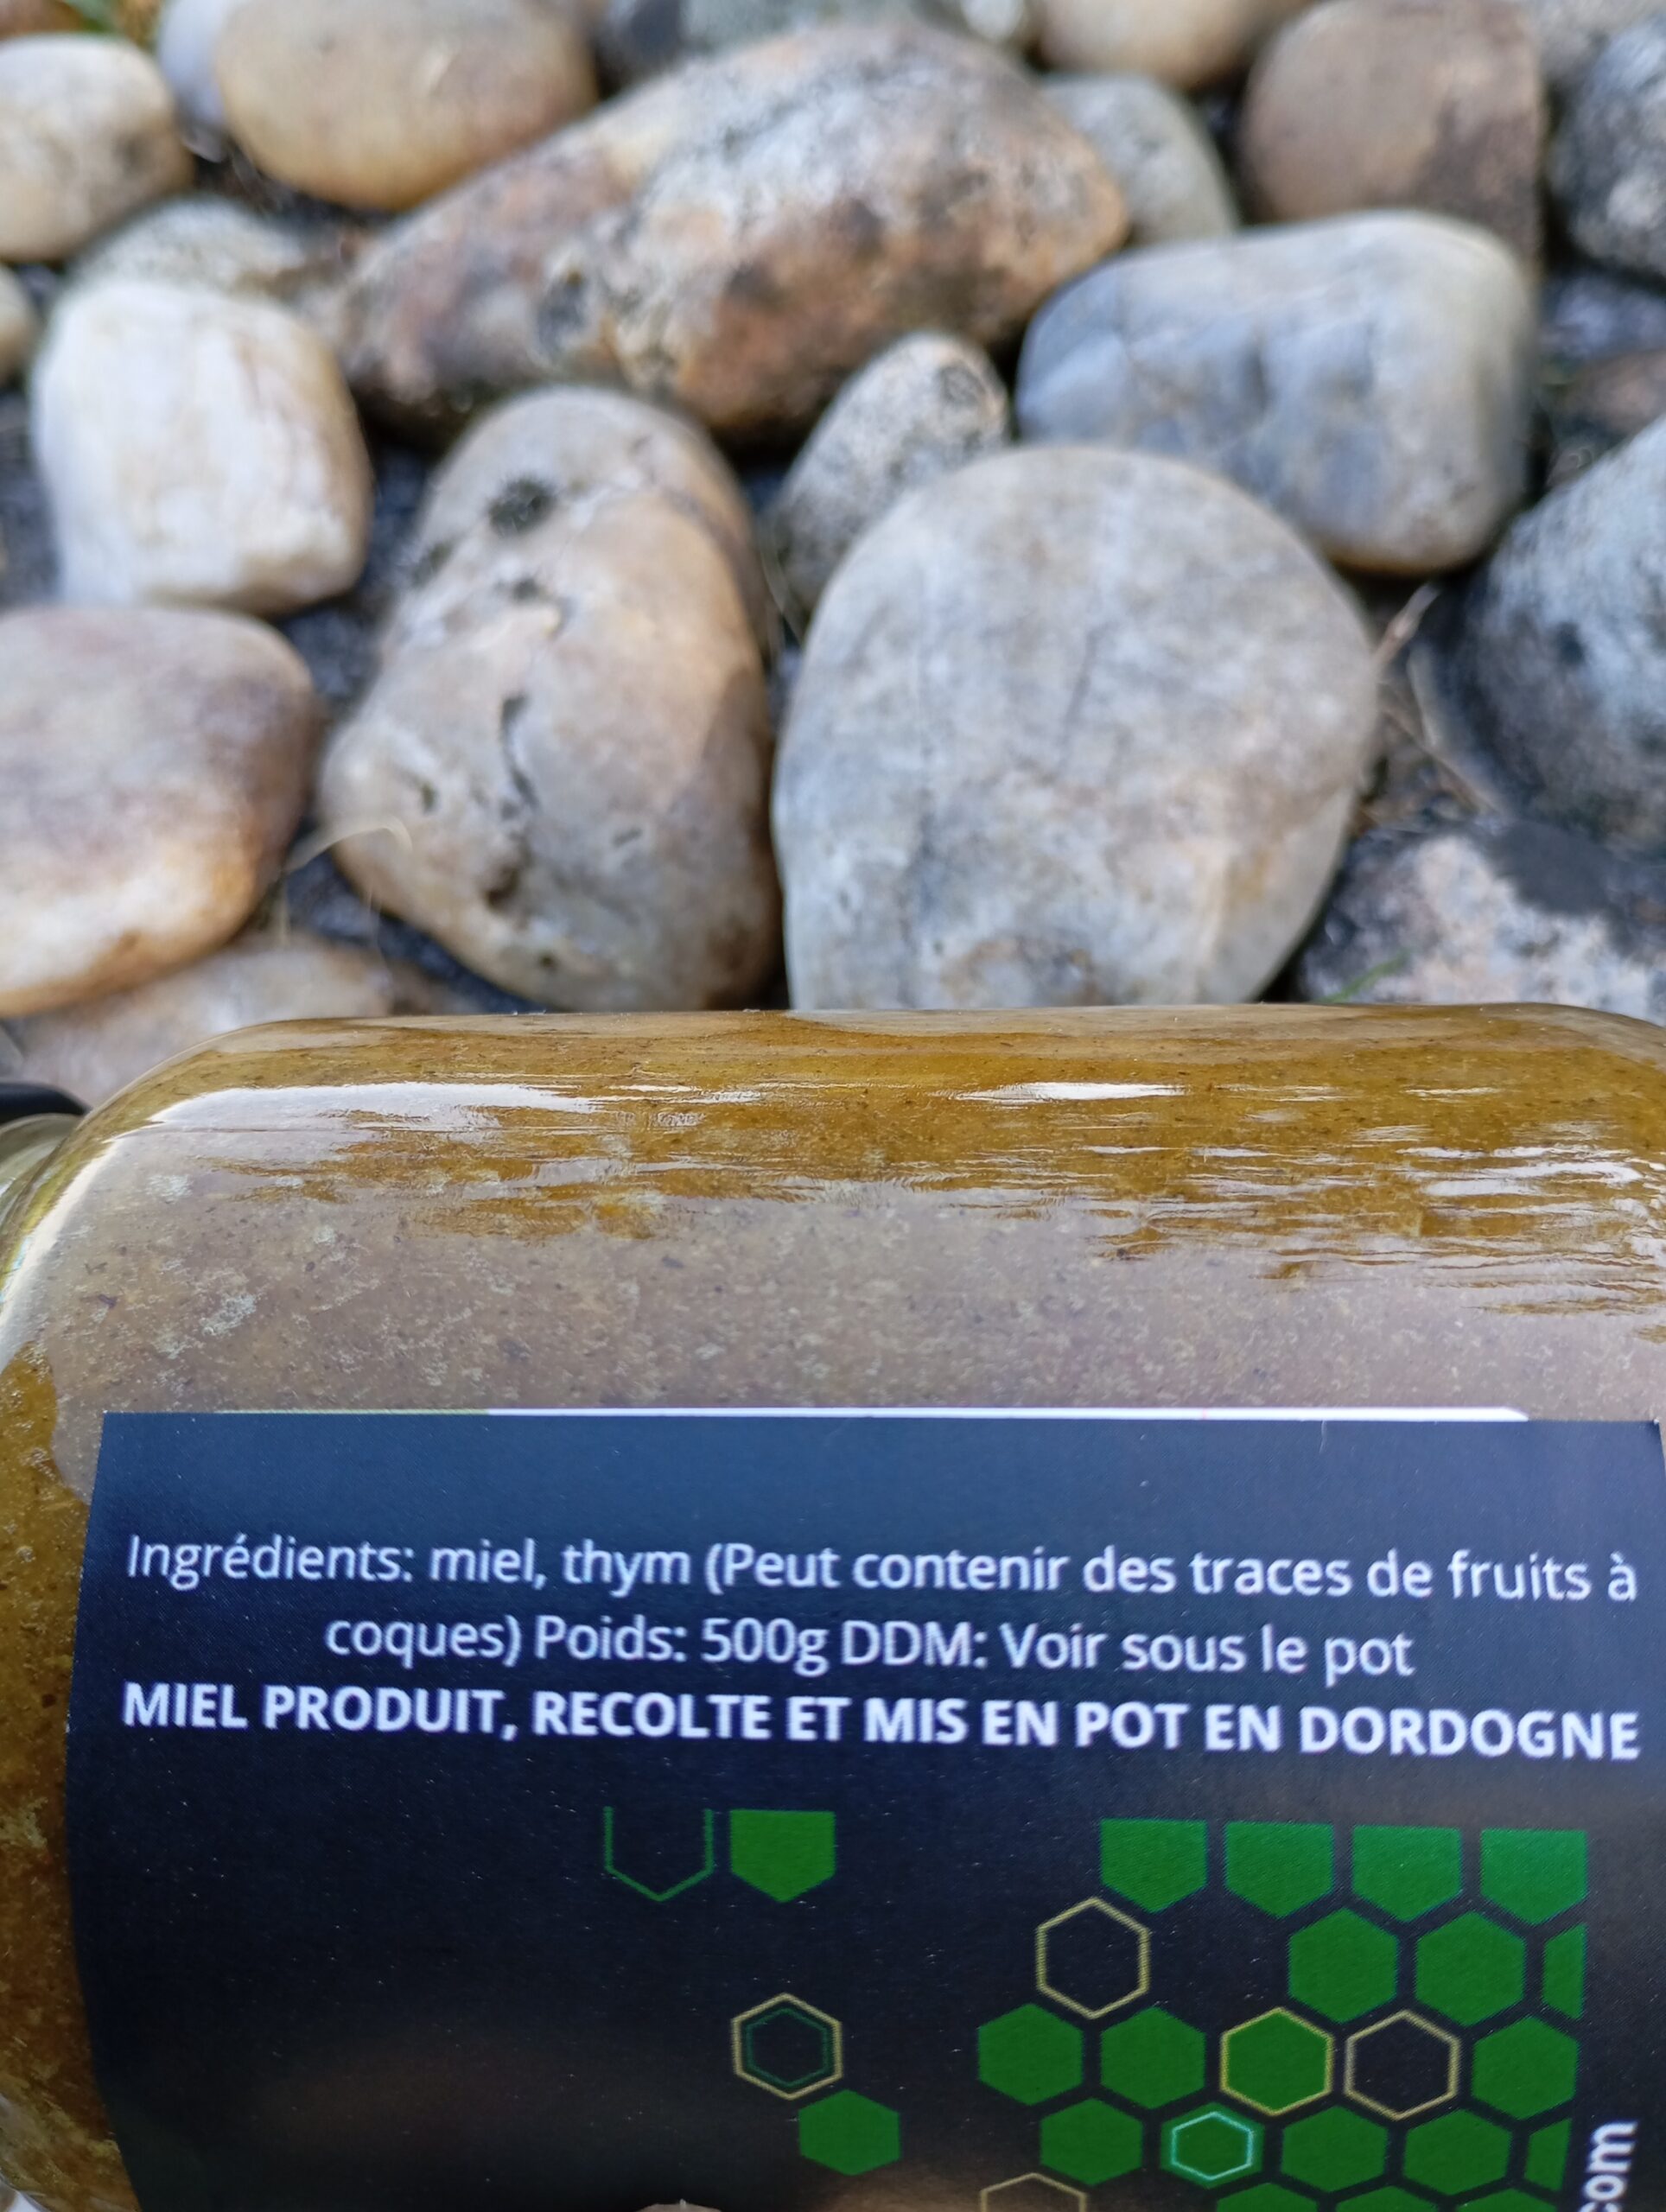 Ingrédients: miel, thym (Peut contenir des traces de fruits à
coques) Poids: 500g DDM: Voir sous le pot
MIEL PRODUIT, RECOLTE ET MIS EN POT EN DORDOGNE